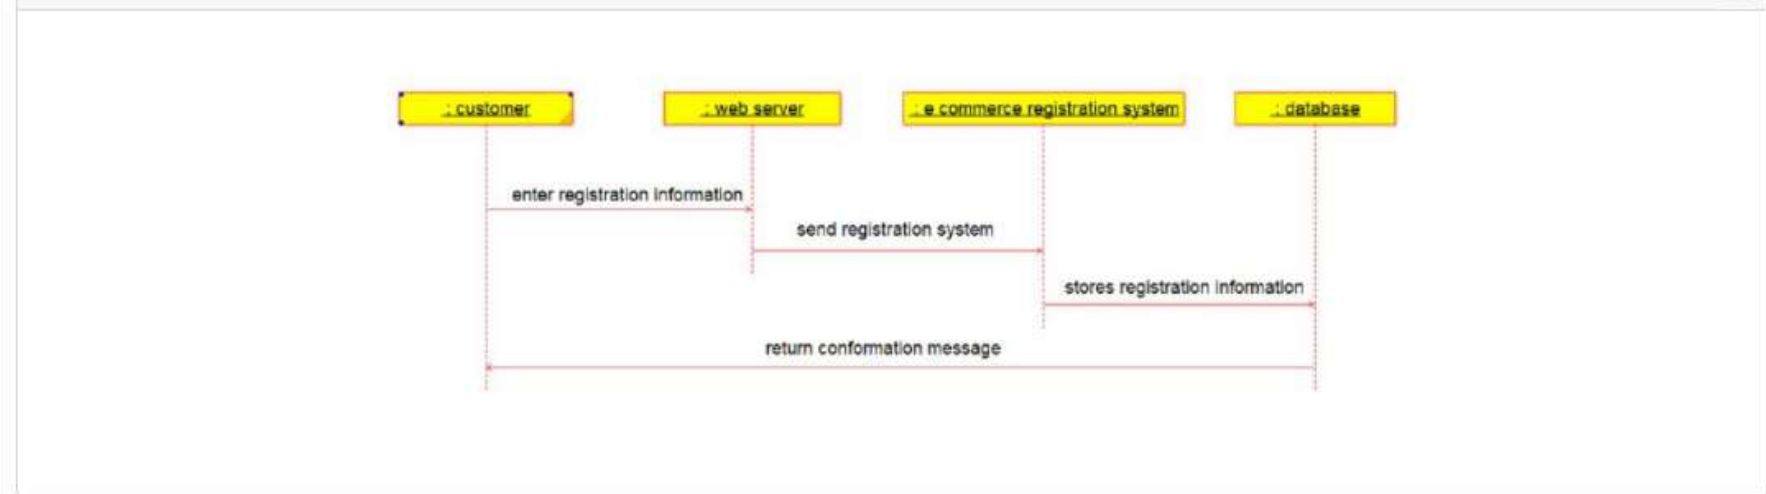 : customer
: web server
: e commerce registration system
: database
enter registration information
send registration system
stores registration information
return conformation message